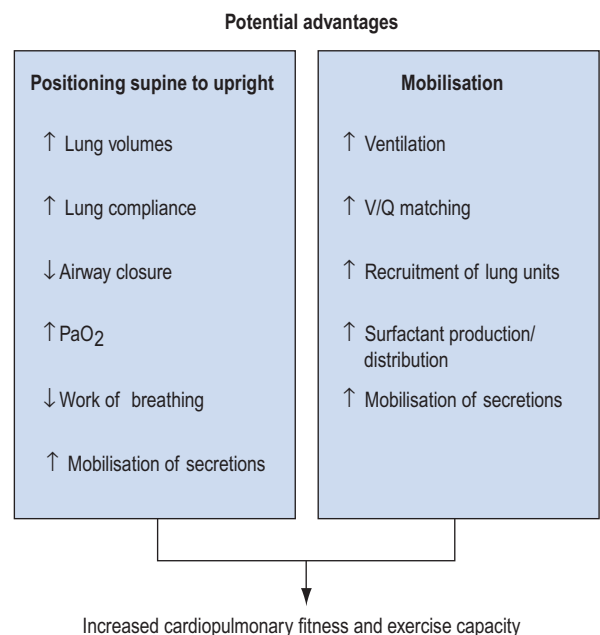 Potential advantages
Positioning supine to upright
↑ Lung volumes
↑ Lung compliance
↓ Airway closure
↑ PaO2
↓ Work of breathing
↑ Mobilisation of secretions
Mobilisation
↑ Ventilation
↑ V/Q matching
↑ Recruitment of lung units
↑ Surfactant production/
distribution
↑ Mobilisation of secretions
Increased cardiopulmonary fitness and exercise capacity